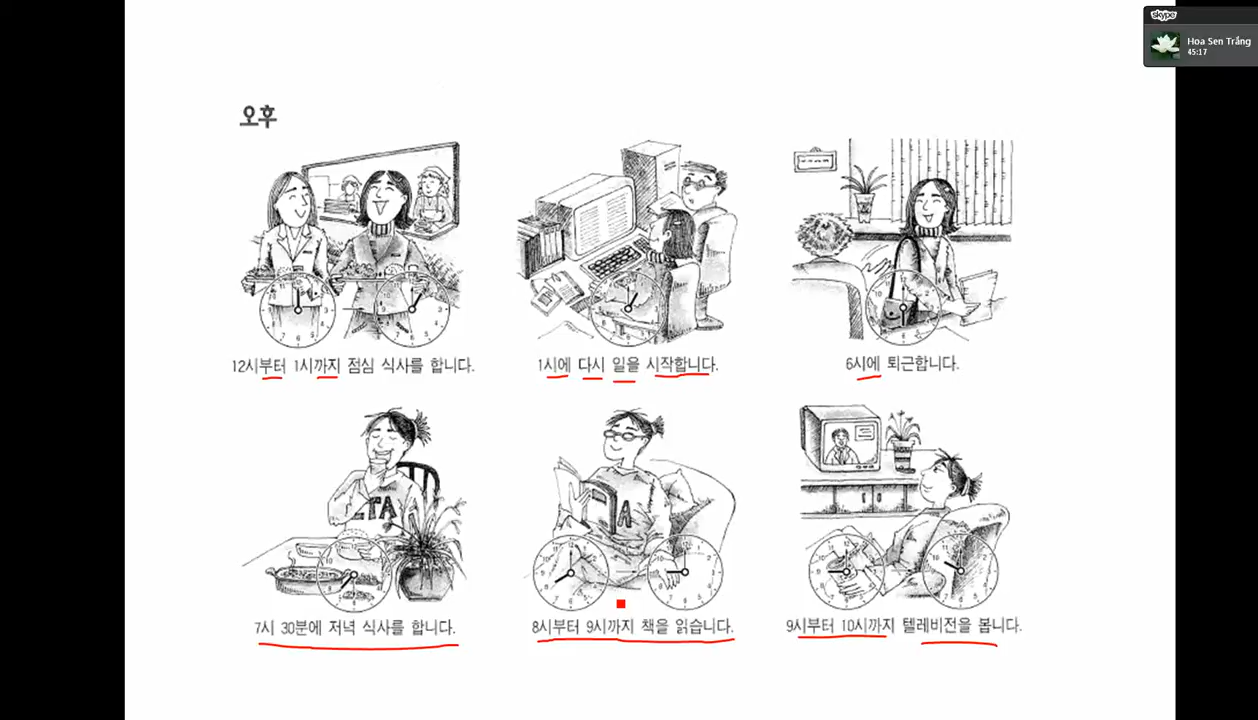 skype
Hoa Sen Trắng
45:17
오후
12시부터 1시까지 점심 식사를 합니다.
1시에 다시 일을 시작합니다.
6시에 퇴근합니다.
7시 30분에 저녁 식사를 합니다.
8시부터 9시까지 책을 읽습니다.
9시부터 10시까지 텔레비전을 봅니다.